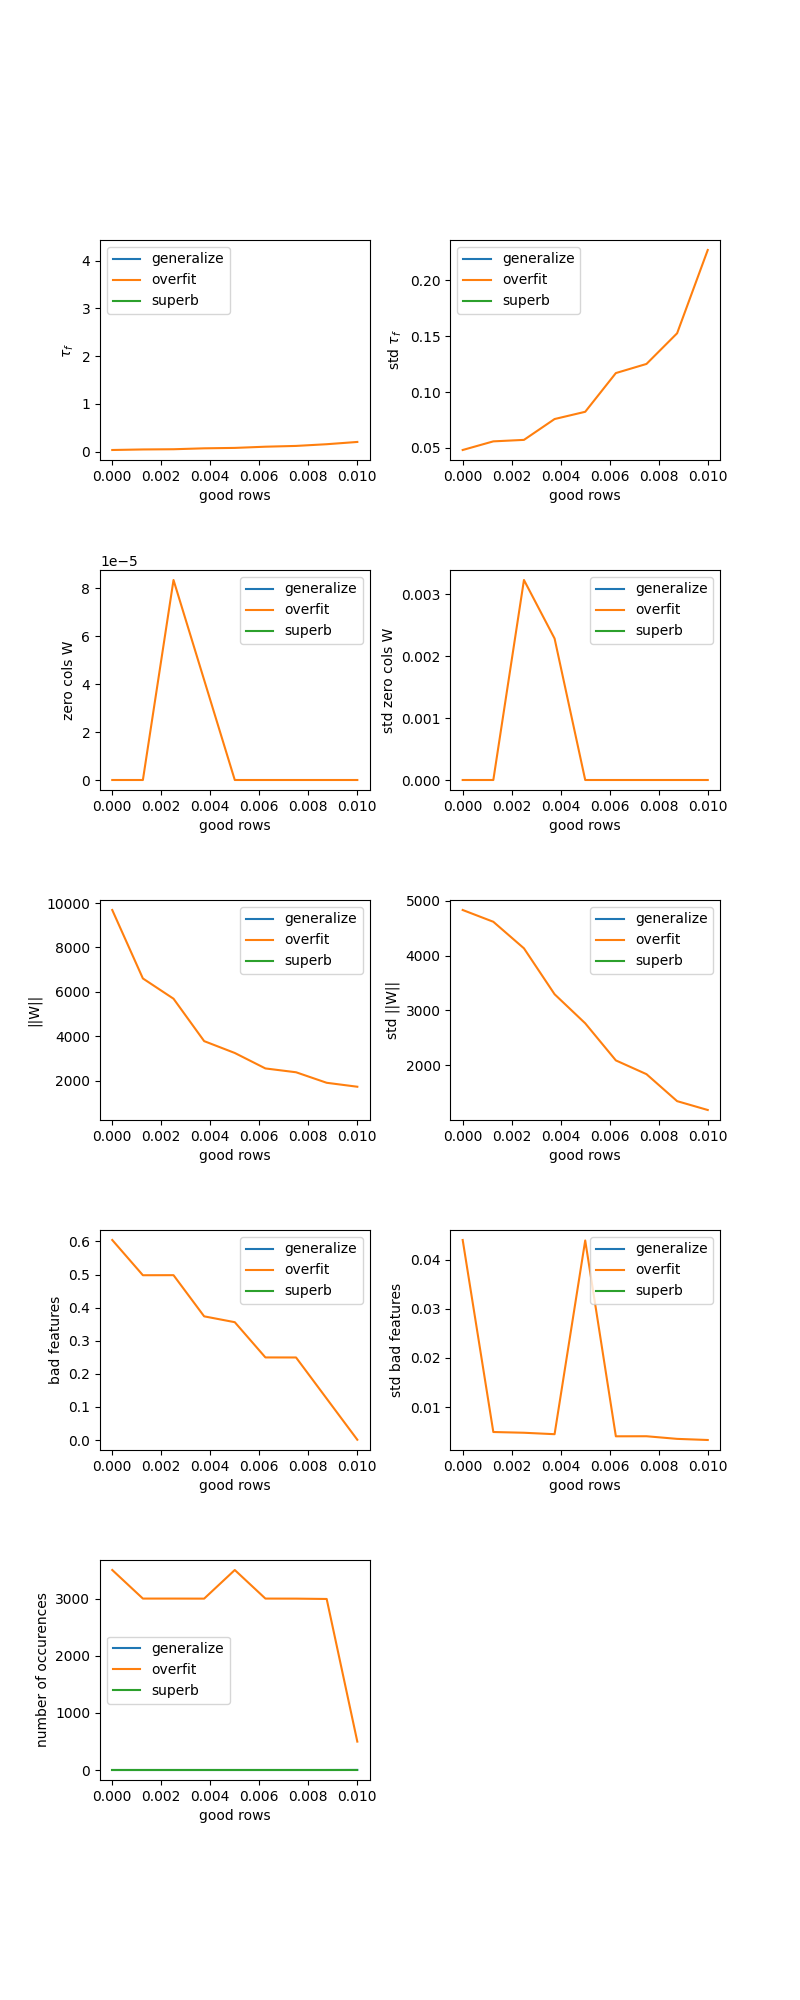 generalize
overfit
superb
4
3
2
1
0
τf
0.000 0.002 0.004 0.006 0.008 0.010
good rows
generalize
overfit
superb
0.20
0.15
0.10
0.05
std τf
0.000 0.002 0.004 0.006 0.008 0.010
good rows
1e−5
generalize
overfit
superb
8
6
4
2
0
zero cols W
0.000 0.002 0.004 0.006 0.008 0.010
good rows
generalize
overfit
superb
0.003
0.002
0.001
0.000
std zero cols W
0.000 0.002 0.004 0.006 0.008 0.010
good rows
generalize
overfit
superb
10000
8000
6000
4000
2000
||W||
0.000 0.002 0.004 0.006 0.008 0.010
good rows
generalize
overfit
superb
5000
4000
3000
2000
std ||W||
0.000 0.002 0.004 0.006 0.008 0.010
good rows
generalize
overfit
superb
0.6
0.5
0.4
0.3
0.2
0.1
0.0
bad features
0.000 0.002 0.004 0.006 0.008 0.010
good rows
generalize
overfit
superb
0.04
0.03
0.02
0.01
std bad features
0.000 0.002 0.004 0.006 0.008 0.010
good rows
generalize
overfit
superb
3000
2000
1000
0
number of occurences
0.000 0.002 0.004 0.006 0.008 0.010
good rows